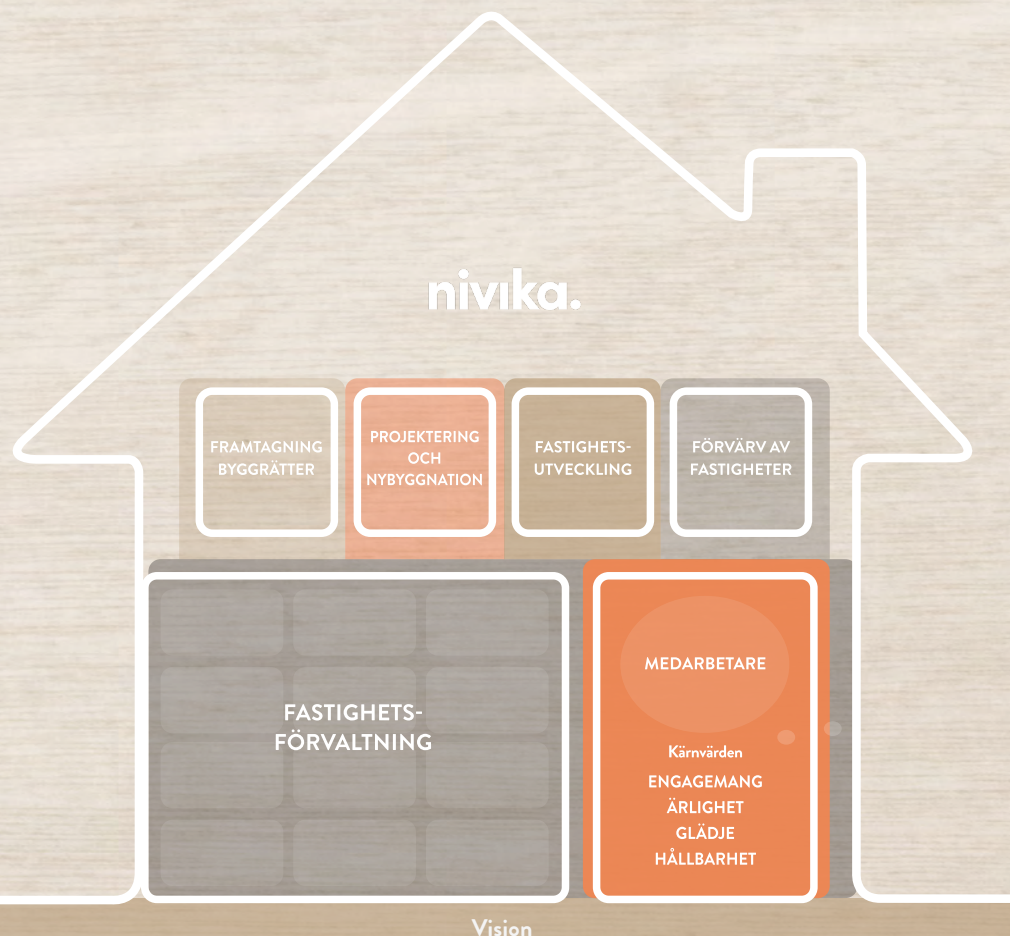 nivika.
FRAMTAGNING
BYGGRÄTTER
PROJEKTERING
OCH
NYBYGGNATION
FASTIGHETS-
UTVECKLING
FÖRVÄRV AV
FASTIGHETER
FASTIGHETS-
FÖRVALTNING
MEDARBETARE
Kärnvärden
ENGAGEMANG
ÄRLIGHET
GLÄDJE
HÅLLBARHET
Vision